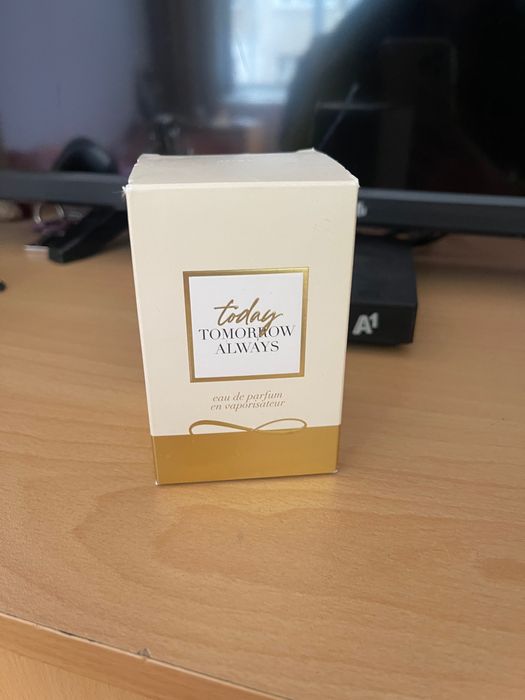 today
TOMORROW
ALWAYS
eau de parfum
en vaporisateur
A1